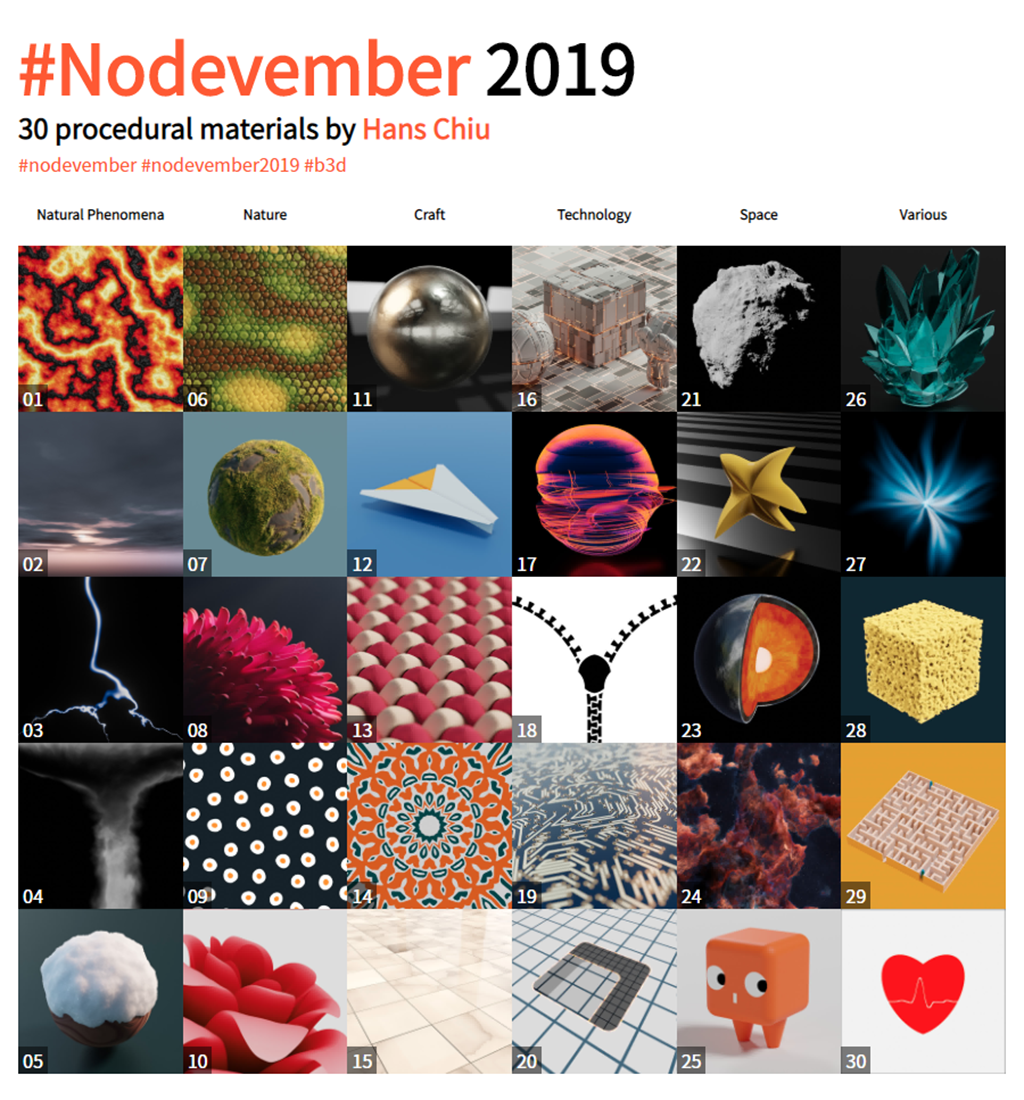 #Nodevember 2019
30 procedural materials by Hans Chiu
#nodevember #nodevember2019 #b3d
Natural Phenomena Nature Craft Technology Space Various
01 06 11 16 21 26
02 07 12 17 22 27
03 08 13 18 23 28
04 09 14 19 24 29
05 10 15 20 25 30